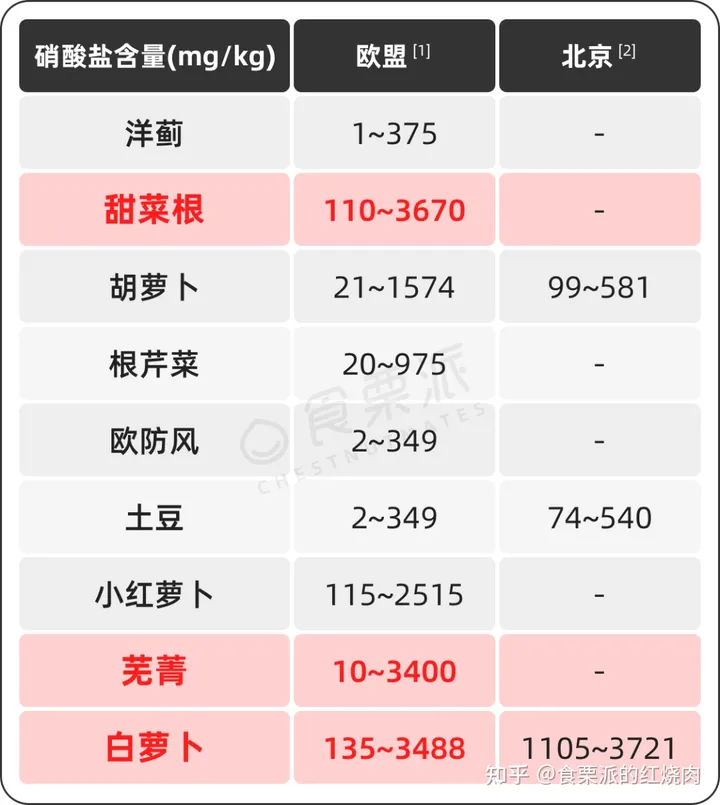 硝酸盐含量(mg/kg) 欧盟[1] 北京[2]
洋蓟 1~375 -
甜菜根 110~3670 -
胡萝卜 21~1574 99~581
根芹菜 20~975 -
欧防风 2~349 -
土豆 2~349 74~540
小红萝卜 115~2515 -
芜菁 10~3400 -
白萝卜 135~3488 1105~3721
食栗派
知乎 @食栗派的红烧肉